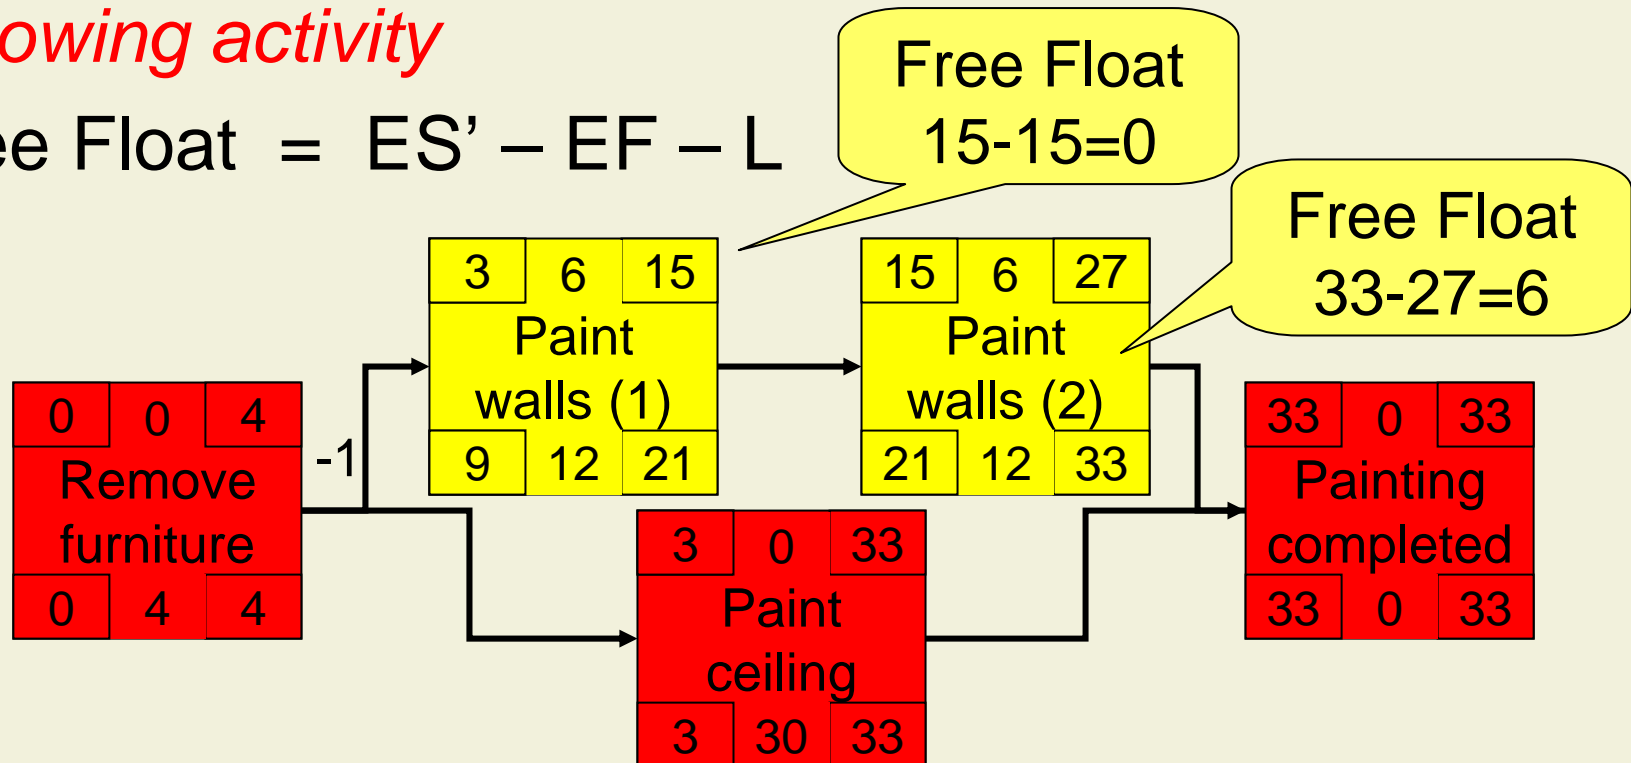 owing activity
ee Float = ES’ – EF – L
Free Float
15-15=0
Free Float
33-27=6
3 6 15
Paint
walls (1)
9 12 21
15 6 27
Paint
walls (2)
21 12 33
0 0 4
Remove
furniture
0 4 4
-1
3 0 33
Paint
ceiling
3 30 33
33 0 33
Painting
completed
33 0 33